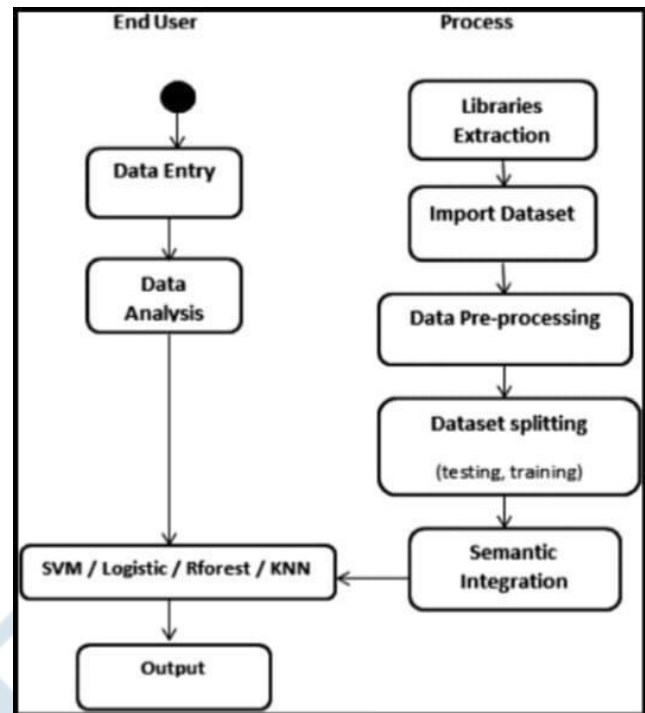 End User
Process
Data Entry
Data
Analysis
SVM / Logistic / Rforest / KNN
Output
Libraries
Extraction
Import Dataset
Data Pre-processing
Dataset splitting
(testing, training)
Semantic
Integration